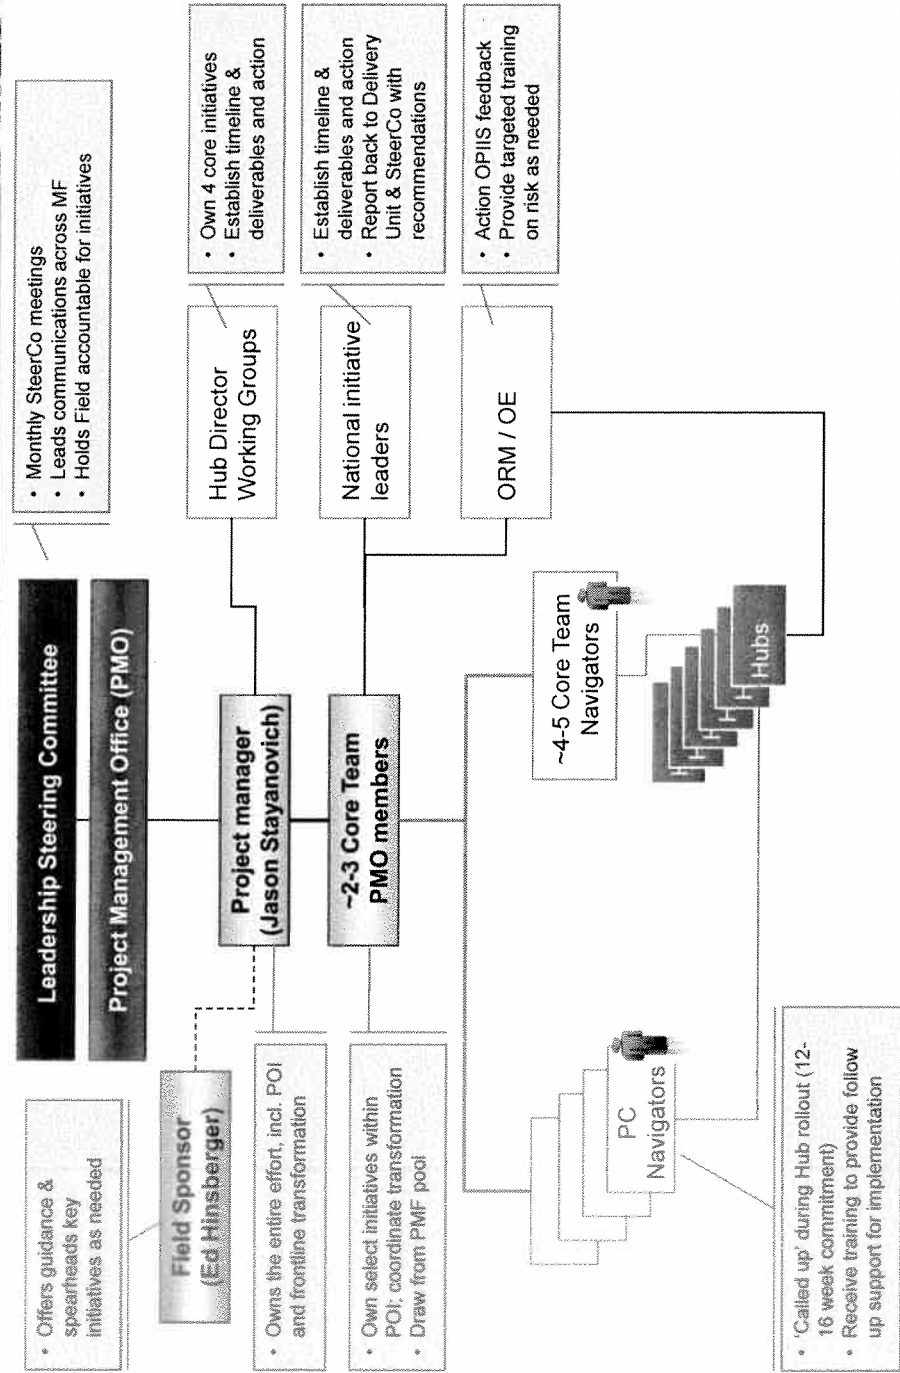 Leadership Steering Committee
Project Management Office (PMO)
• Monthly SteerCo meetings
• Leads communications across MF
• Holds Field accountable for initiatives
• Offers guidance &
spearheads key
initiatives as needed
Field Sponsor
(Ed Hinsberger)
Project manager
(Jason Stayanovich)
Hub Director
Working Groups
• Own 4 core initiatives
• Establish timeline &
deliverables and action
• Owns the entire effort, incl. POI
and frontline transformation
~2-3 Core Team
PMO members
National initiative
leaders
• Establish timeline &
deliverables and action
• Report back to Delivery
Unit & SteerCo with
recommendations
• Own select initiatives within
POI; coordinate transformation
• Draw from PMF pool
ORM / OE
• Action OPIIS feedback
• Provide targeted training
on risk as needed
PC
Navigators
~4-5 Core Team
Navigators
H
H
H
H
H
Hubs
• 'Called up' during Hub rollout (12-
16 week commitment)
• Receive training to provide follow
up support for implementation